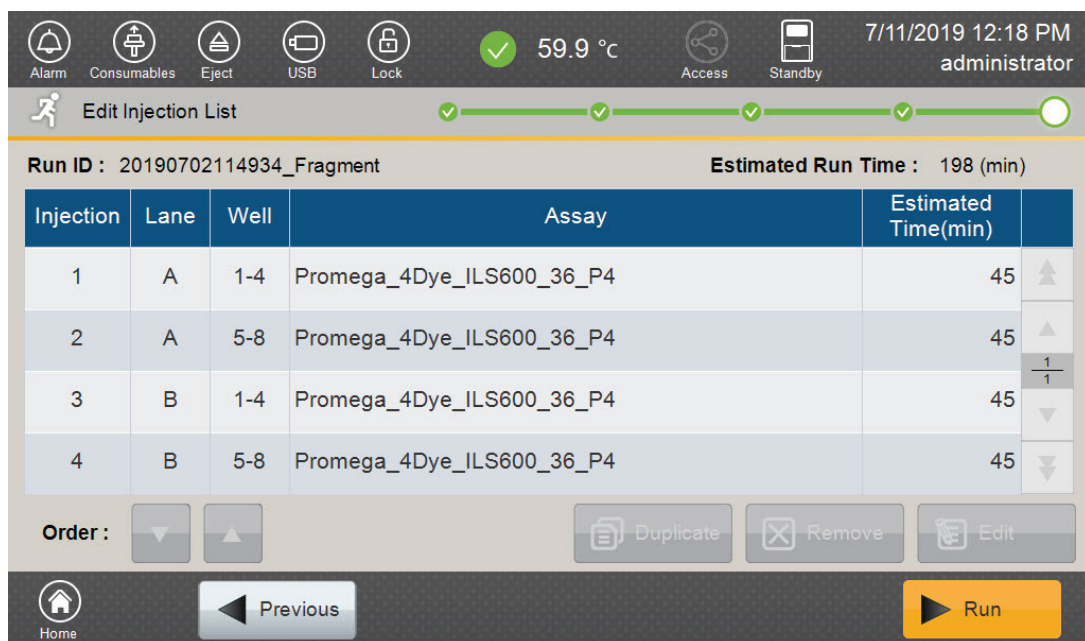 59.9 °c
7/11/2019 12:18 PM
administrator
Alarm Consumables Eject USB Lock Access Standby
Edit Injection List
Run ID : 20190702114934_Fragment Estimated Run Time : 198 (min)
Injection Lane Well Assay Estimated Time(min)
1 A 1-4 Promega_4Dye_ILS600_36_P4 45
2 A 5-8 Promega_4Dye_ILS600_36_P4 45
1
1
3 B 1-4 Promega_4Dye_ILS600_36_P4 45
4 B 5-8 Promega_4Dye_ILS600_36_P4 45
Order : Duplicate Remove Edit
Home Previous Run